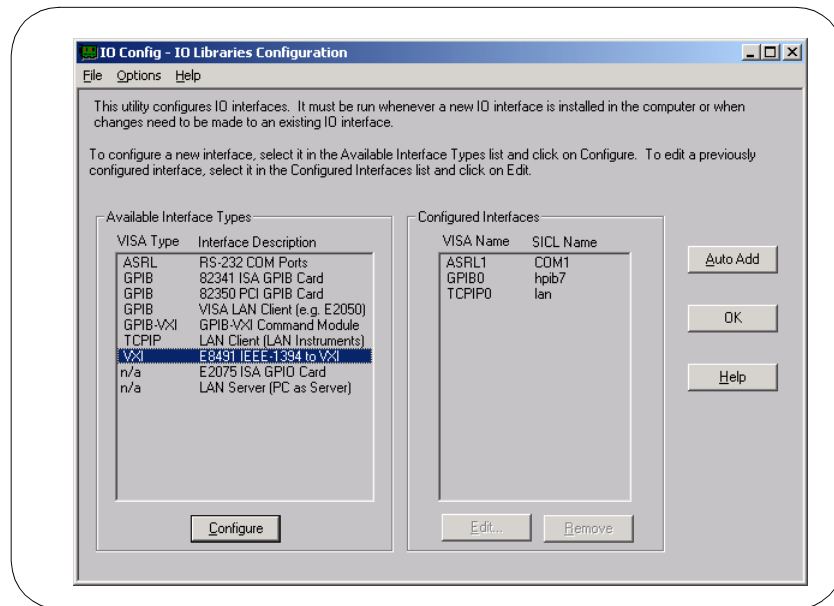 IO Config - IO Libraries Configuration
File Options Help
This utility configures IO interfaces. It must be run whenever a new IO interface is installed in the computer or when
changes need to be made to an existing IO interface.
To configure a new interface, select it in the Available Interface Types list and click on Configure. To edit a previously
configured interface, select it in the Configured Interfaces list and click on Edit.
Available Interface Types
VISA Type Interface Description
ASRL RS-232 COM Ports
GPIB 82341 ISA GPIB Card
GPIB 82350 PCI GPIB Card
GPIB VISA LAN Client (e.g. E2050)
GPIB-VXI GPIB-VXI Command Module
TCPIP LAN Client (LAN Instruments)
VXI E8491 IEEE-1394 to VXI
n/a E2075 ISA GPIO Card
n/a LAN Server (PC as Server)
Configure
Configured Interfaces
VISA Name SICL Name
ASRL1 COM1
GPIB0 hpib7
TCPIP0 lan
Edit... Remove
Auto Add
OK
Help